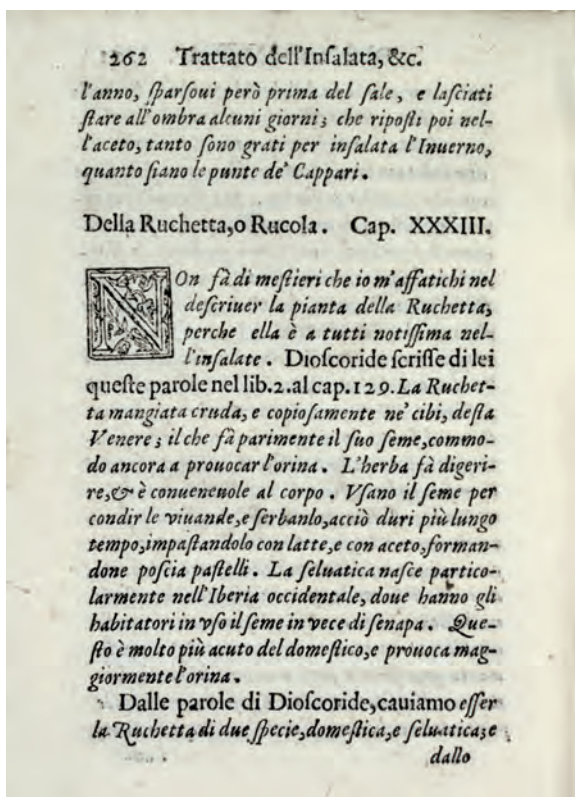 262 Trattato dell'Insalata, &c.
l'anno, ſparſoui però prima del ſale, e laſciati
ſtare all'ombra alcuni giorni; che ripoſti poi nel-
l'aceto, tanto ſono grati per inſalata l'Inuerno,
quanto ſiano le punte de' Cappari.
Della Ruchetta, o Rucola. Cap. XXXIII.
NOn fà di meſtieri che io m'affatichi nel
deſcriuer la pianta della Ruchetta,
perche ella è a tutti notiſſima nel-
l'inſalate. Dioſcoride ſcriſſe di lei
queſte parole nel lib.2. al cap.129. La Ruchet-
ta mangiata cruda, e copioſamente ne' cibi, deſta
Venere; il che fà parimente il ſuo ſeme, commo-
do ancora a prouocar l'orina. L'herba fà digeri-
re, & è conueneuole al corpo. Vſano il ſeme per
condir le viuande, e ſerbanlo, acciò duri più lungo
tempo, impaſtandolo con latte, e con aceto, forman-
done poſcia paſtelli. La ſeluatica naſce partico-
larmente nell'Iberia occidentale, doue hanno gli
habitatori in vſo il ſeme in vece di ſenapa. Que-
ſto è molto più acuto del domeſtico, e prouoca mag-
giormente l'orina.
Dalle parole di Dioſcoride, cauiamo eſſer
la Ruchetta di due ſpecie, domeſtica, e ſeluatica; e
dallo